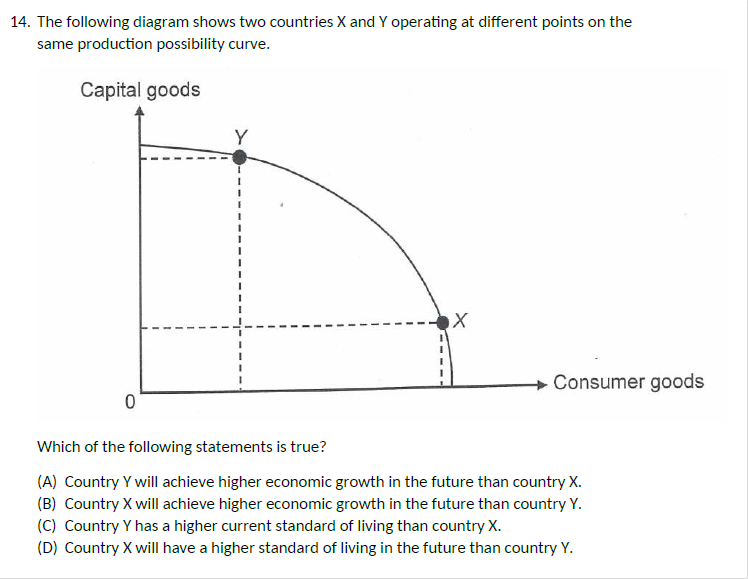 14. The following diagram shows two countries X and Y operating at different points on the
same production possibility curve.
Capital goods
Y
X
Consumer goods
0
Which of the following statements is true?
(A) Country Y will achieve higher economic growth in the future than country X.
(B) Country X will achieve higher economic growth in the future than country Y.
(C) Country Y has a higher current standard of living than country X.
(D) Country X will have a higher standard of living in the future than country Y.